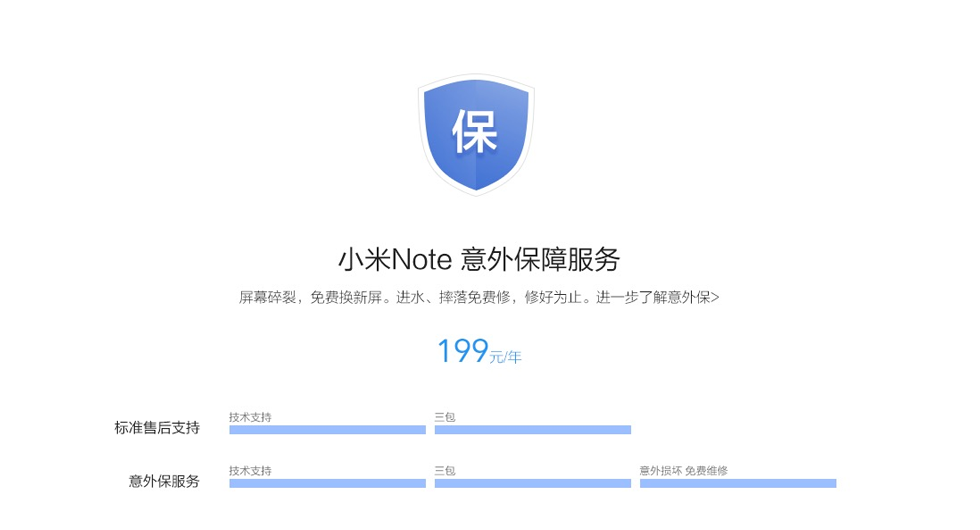 保
小米Note 意外保障服务
屏幕碎裂，免费换新屏。进水、摔落免费修，修好为止。进一步了解意外保>
199元/年
技术支持 三包
标准售后支持
技术支持 三包 意外损坏 免费维修
意外保服务